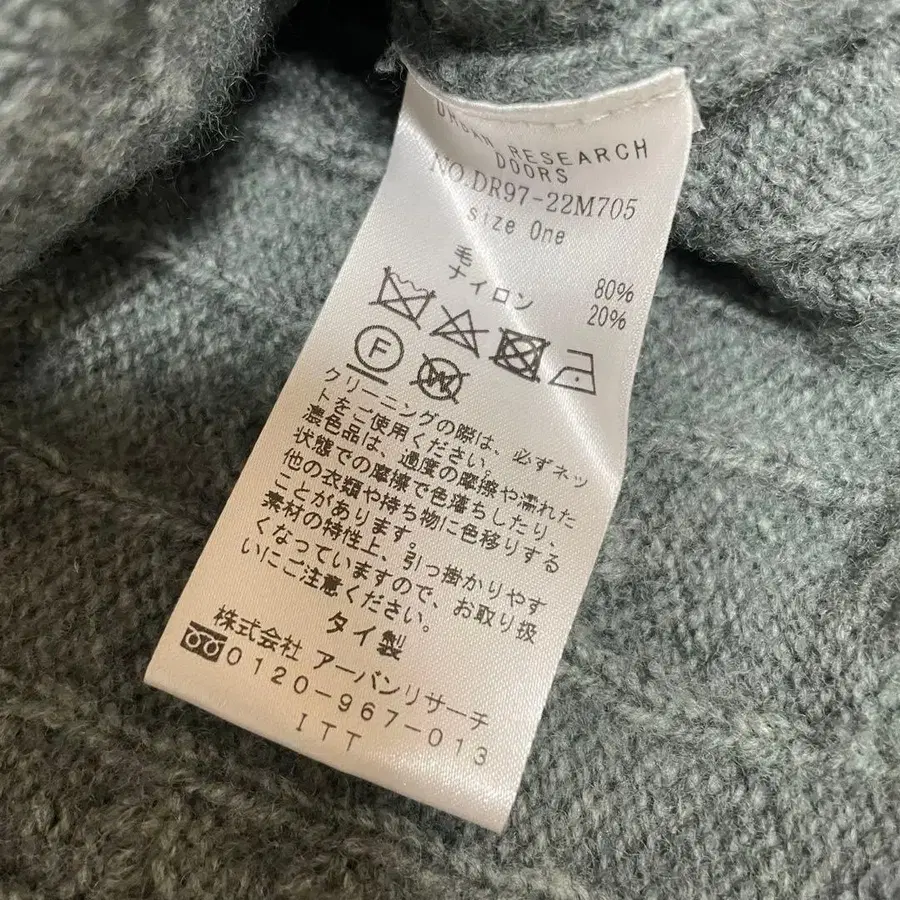 URBAN RESEARCH
DOORS
NO.DR97-22M705
size One
毛 80%
ナイロン 20%
F
W
クリーニングの際は、必ずネッ
トをご使用ください。
濃色品は、過度の摩擦や濡れた
状態での摩擦で色落ちしたり、
他の衣類や持ち物に色移りする
ことがあります。
素材の特性上、引っ掛かりやす
くなっていますので、お取り扱
いにご注意ください。
タイ製
株式会社 アーバンリサーチ
0120-967-013
ITT